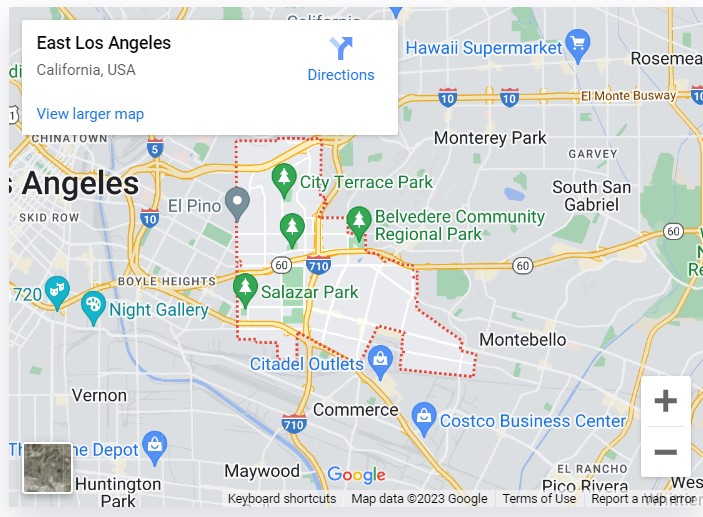 California
East Los Angeles
California, USA
Directions
View larger map
Hawaii Supermarket
Rosemea
10
10
10
El Monte Busway
1
CHINATOWN
5
Monterey Park
GARVEY
s Angeles
City Terrace Park
South San
Gabriel
SKID ROW
El Pino
10
Belvedere Community
Regional Park
60
60
710
60
BOYLE HEIGHTS
720
Salazar Park
Night Gallery
Montebello
Citadel Outlets
Vernon
Commerce
710
Costco Business Center
Th
me Depot
Maywood
Google
EL RANCHO
Huntington
Park
Pico Rivera
Wes
Keyboard shortcuts
Map data ©2023 Google
Terms of Use
Report a map error